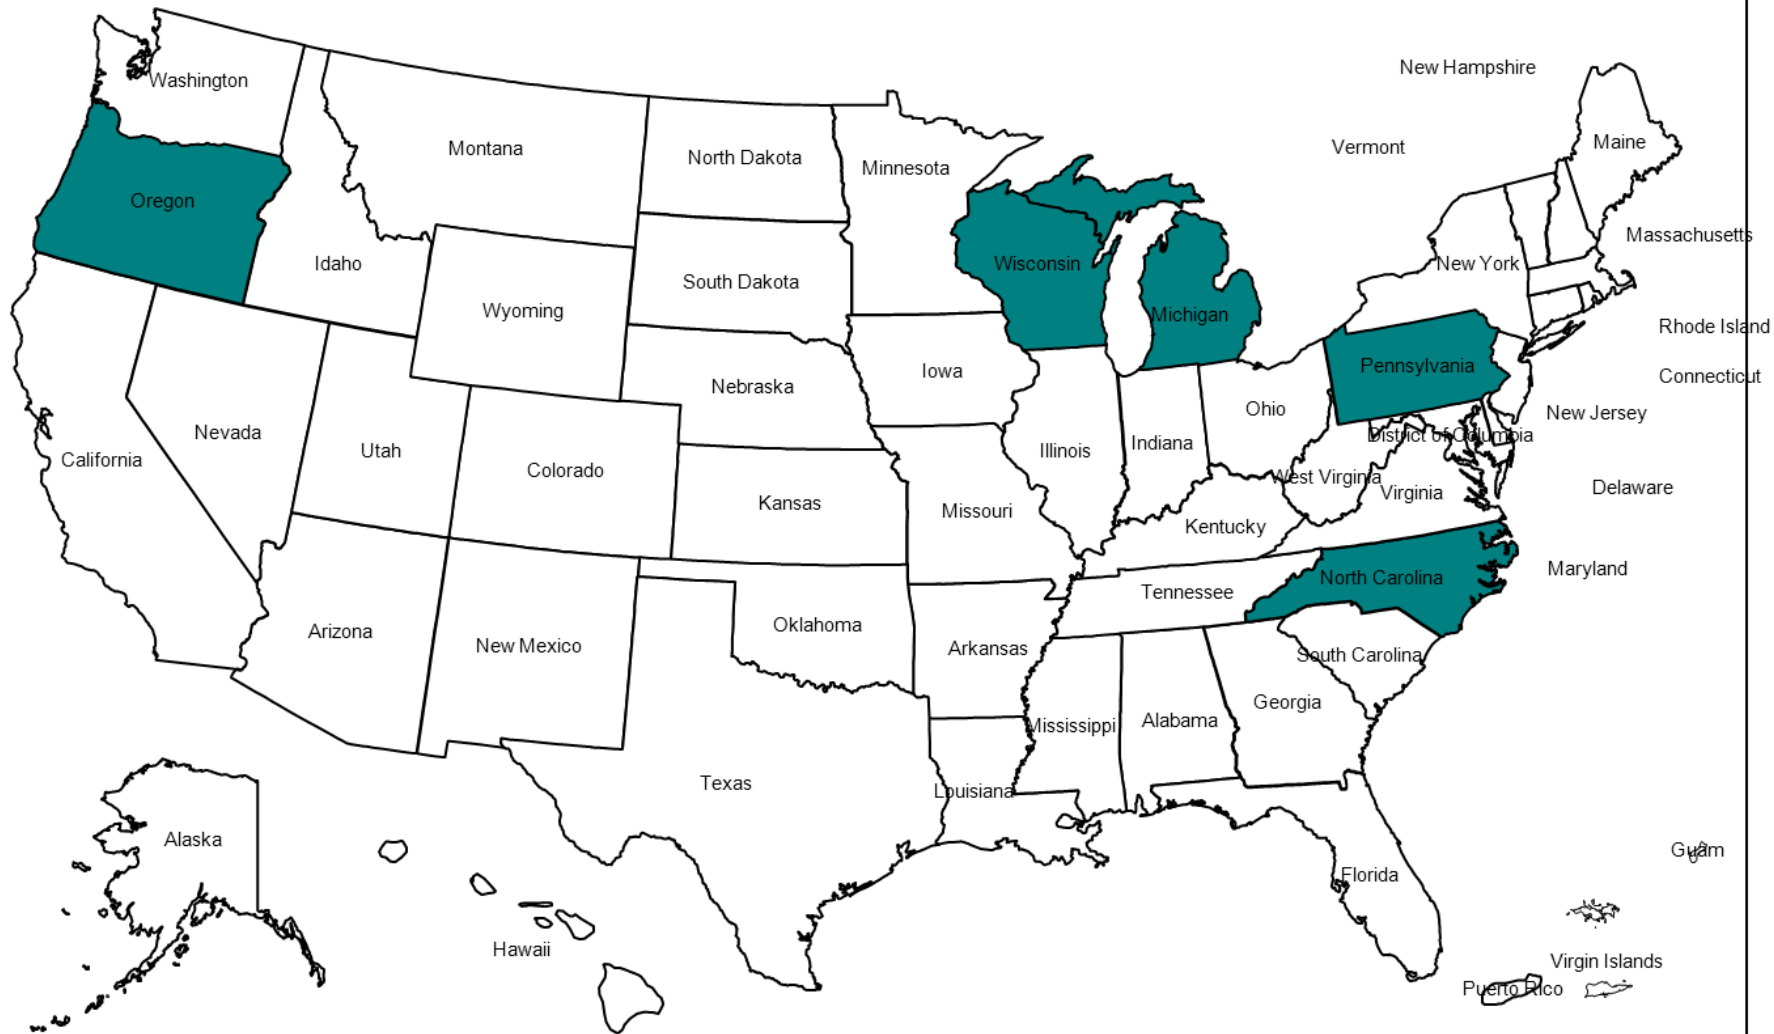 New Hampshire
Washington
Maine
Vermont
Montana
North Dakota
Minnesota
Oregon
Massachusetts
Idaho
Wisconsin
New York
South Dakota
Wyoming
Michigan
Rhode Island
Pennsylvania
Iowa
Connecticut
Nebraska
Ohio
New Jersey
Nevada
District of Columbia
Indiana
Utah
Illinois
California
Colorado
West Virginia
Delaware
Virginia
Kansas
Missouri
Kentucky
Maryland
North Carolina
Tennessee
Oklahoma
Arizona
New Mexico
Arkansas
South Carolina
Georgia
Alabama
Mississippi
Texas
Louisiana
Alaska
Guam
Florida
Hawaii
Virgin Islands
Puerto Rico